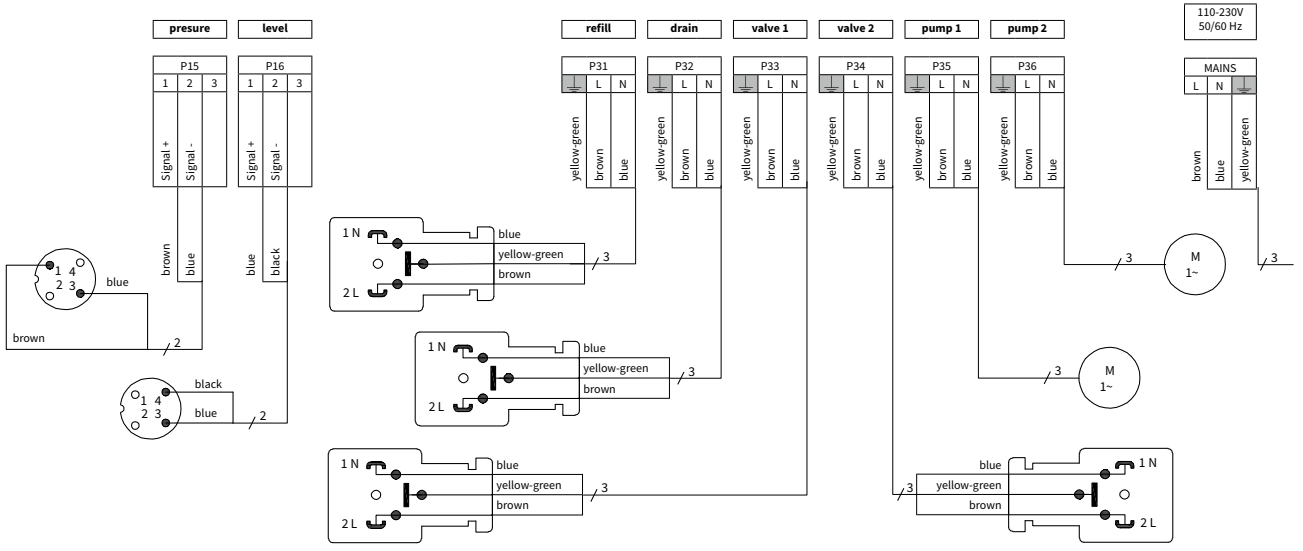 presure
level
refill
drain
valve 1
valve 2
pump 1
pump 2
110-230V
50/60 Hz
P15
P16
P31
P32
P33
P34
P35
P36
MAINS
1 2 3
1 2 3
L N
L N
L N
L N
L N
L N
L N
Signal +
Signal -
Signal +
Signal -
yellow-green
brown
blue
yellow-green
brown
blue
yellow-green
brown
blue
yellow-green
brown
blue
yellow-green
brown
blue
yellow-green
brown
blue
brown
blue
yellow-green
brown
blue
blue
black
1 4
2 3
blue
brown
2
1 4
2 3
black
blue
2
1 N
2 L
blue
yellow-green
brown
3
1 N
2 L
blue
yellow-green
brown
3
1 N
2 L
blue
yellow-green
brown
3
3
blue
yellow-green
brown
1 N
2 L
3
M
1~
3
M
1~
3